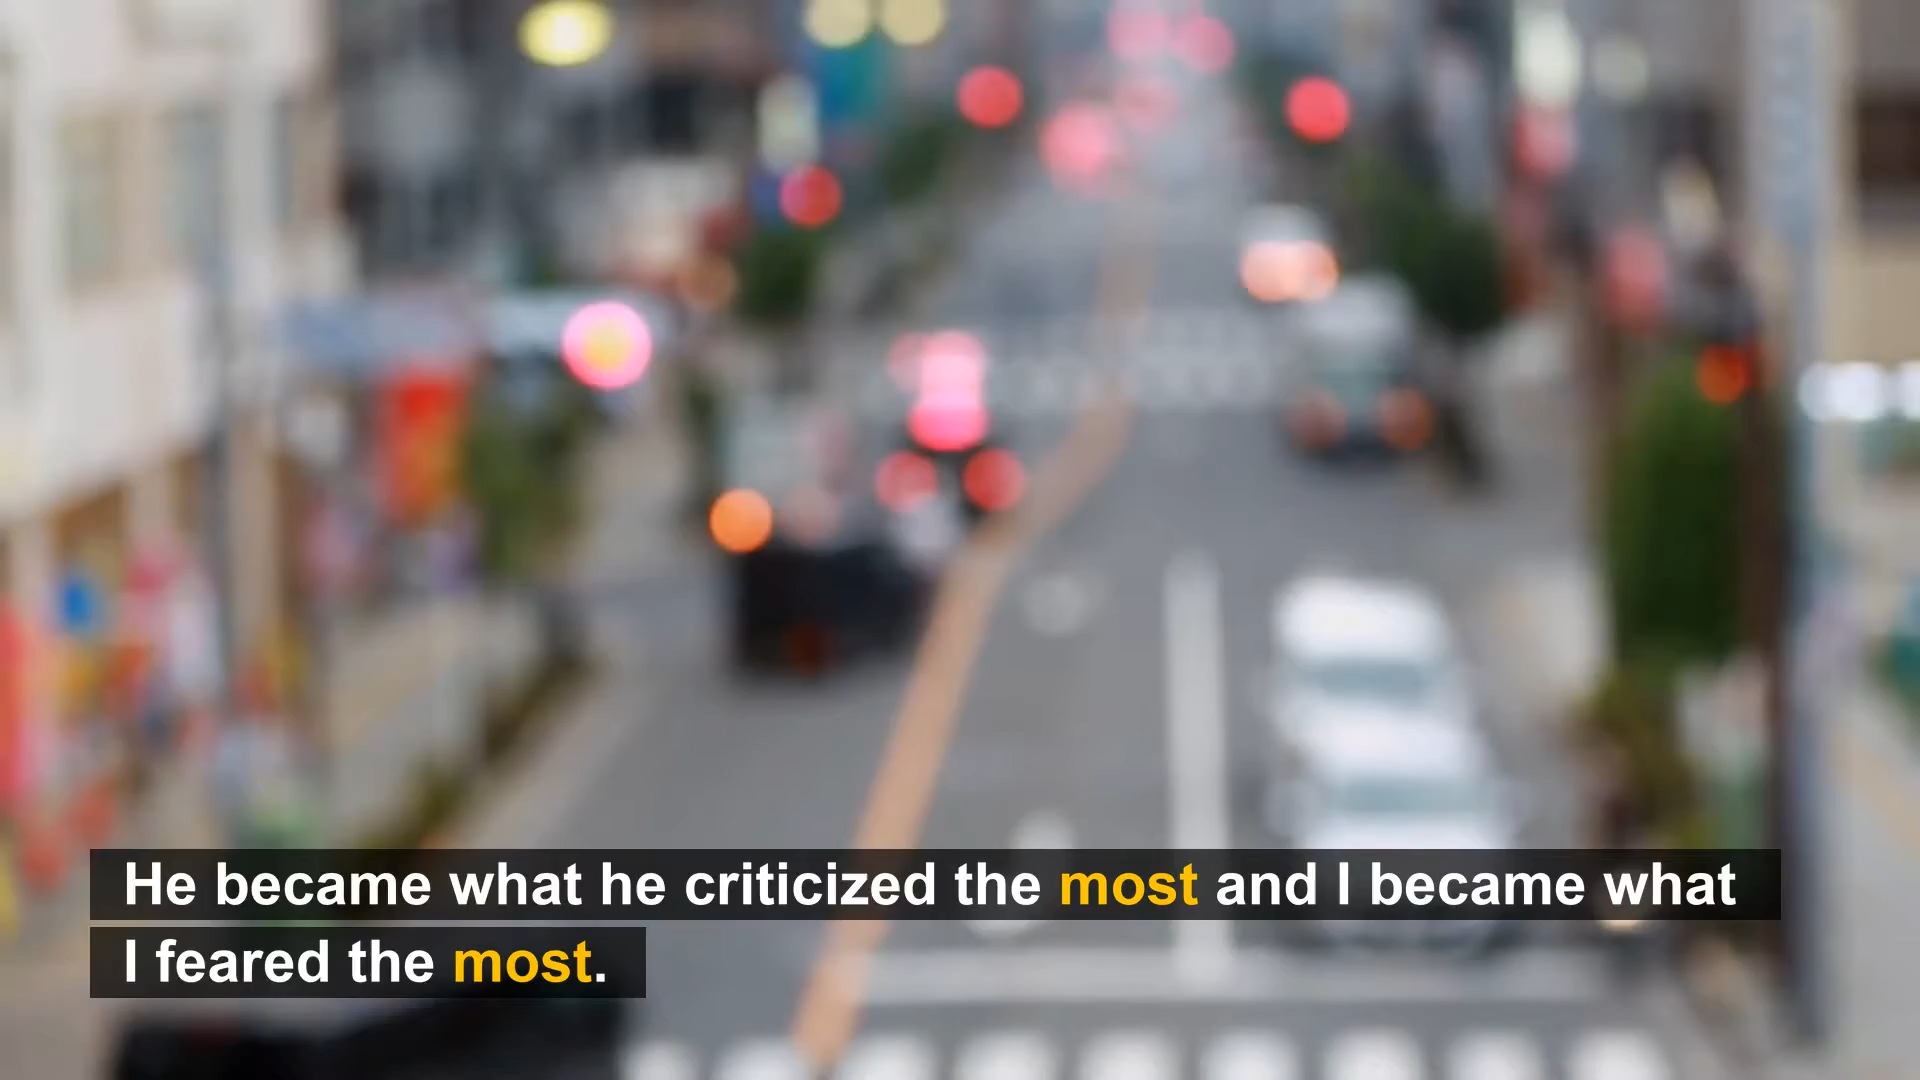 He became what he criticized the most and I became what
I feared the most.